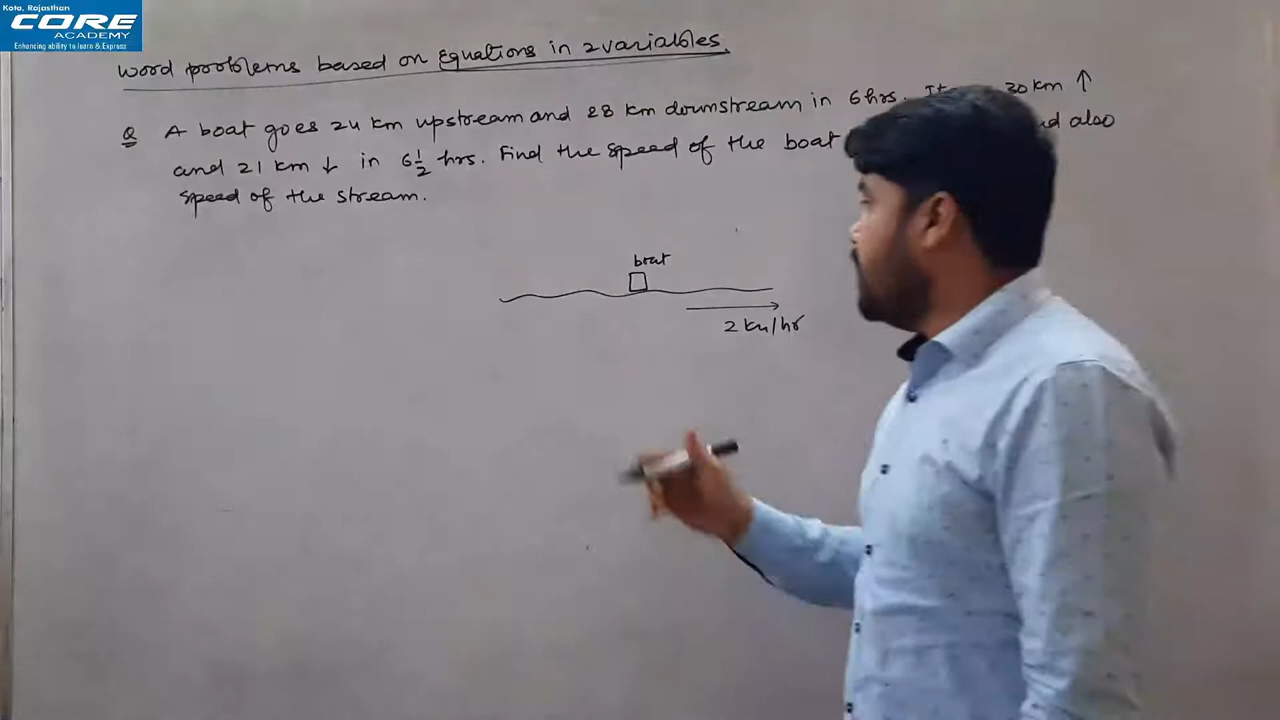 Kota, Rajasthan
CORE
ACADEMY
Enhancing ability to learn & Express
Word problems based on Equations in 2 variables
Q A boat goes 24 km upstream and 28 km downstream in 6 hrs. It 30 km ↑
and 21 km ↓ in 6 1/2 hrs. Find the speed of the boat also
speed of the stream.
boat
2 km/hr